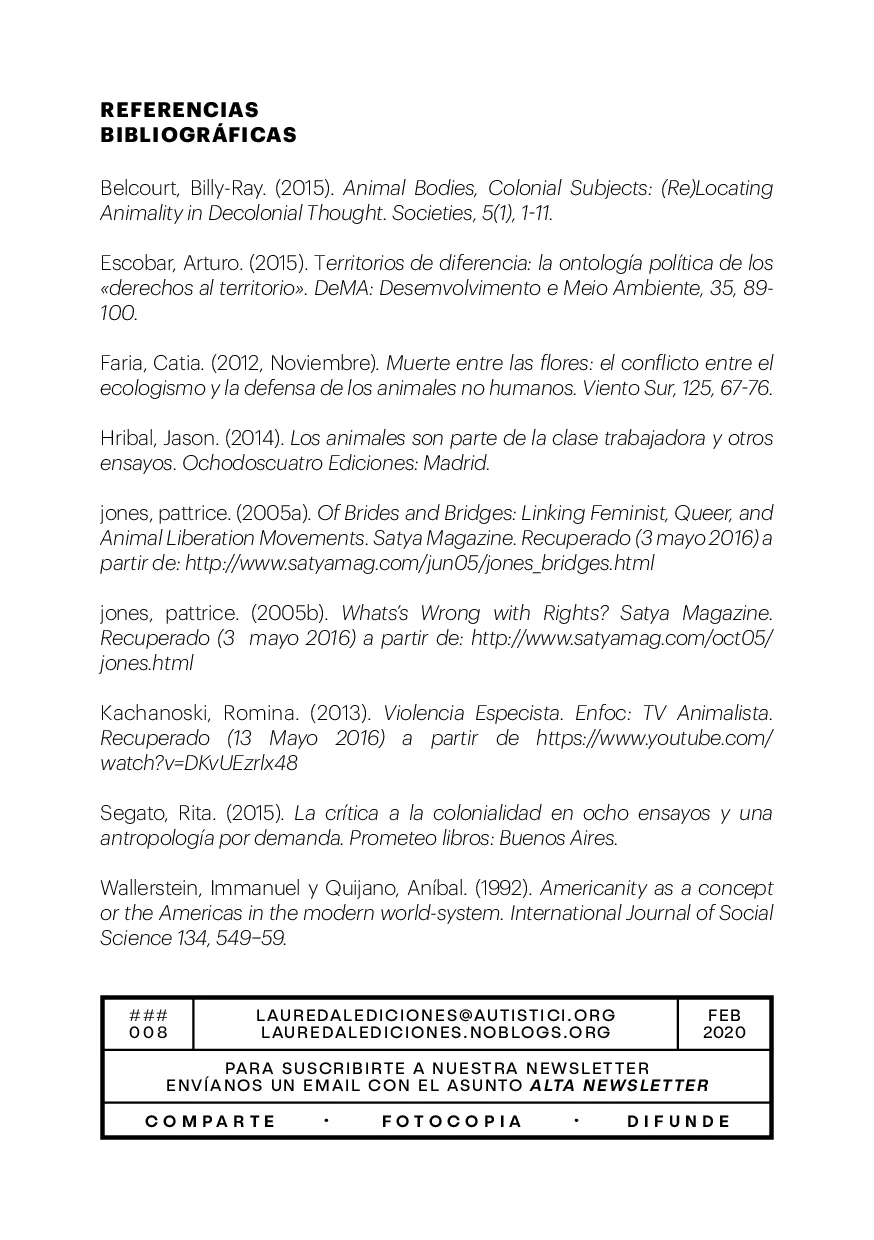 REFERENCIAS
BIBLIOGRÁFICAS
Belcourt, Billy-Ray. (2015). Animal Bodies, Colonial Subjects: (Re)Locating
Animality in Decolonial Thought. Societies, 5(1), 1-11.
Escobar, Arturo. (2015). Territorios de diferencia: la ontología política de los
«derechos al territorio». DeMA: Desemvolvimento e Meio Ambiente, 35, 89-
100.
Faria, Catia. (2012, Noviembre). Muerte entre las flores: el conflicto entre el
ecologismo y la defensa de los animales no humanos. Viento Sur, 125, 67-76.
Hribal, Jason. (2014). Los animales son parte de la clase trabajadora y otros
ensayos. Ochodoscuatro Ediciones: Madrid.
jones, pattrice. (2005a). Of Brides and Bridges: Linking Feminist, Queer, and
Animal Liberation Movements. Satya Magazine. Recuperado (3 mayo 2016) a
partir de: http://www.satyamag.com/jun05/jones_bridges.html
jones, pattrice. (2005b). Whats's Wrong with Rights? Satya Magazine.
Recuperado (3 mayo 2016) a partir de: http://www.satyamag.com/oct05/
jones.html
Kachanoski, Romina. (2013). Violencia Especista. Enfoc: TV Animalista.
Recuperado (13 Mayo 2016) a partir de https://www.youtube.com/
watch?v=DKvUEzrlx48
Segato, Rita. (2015). La crítica a la colonialidad en ocho ensayos y una
antropología por demanda. Prometeo libros: Buenos Aires.
Wallerstein, Immanuel y Quijano, Aníbal. (1992). Americanity as a concept
or the Americas in the modern world-system. International Journal of Social
Science 134, 549–59.
###
008
LAUREDALEDICIONES@AUTISTICI.ORG
LAUREDALEDICIONES.NOBLOGS.ORG
FEB
2020
PARA SUSCRIBIRTE A NUESTRA NEWSLETTER
ENVÍANOS UN EMAIL CON EL ASUNTO ALTA NEWSLETTER
COMPARTE · FOTOCOPIA · DIFUNDE